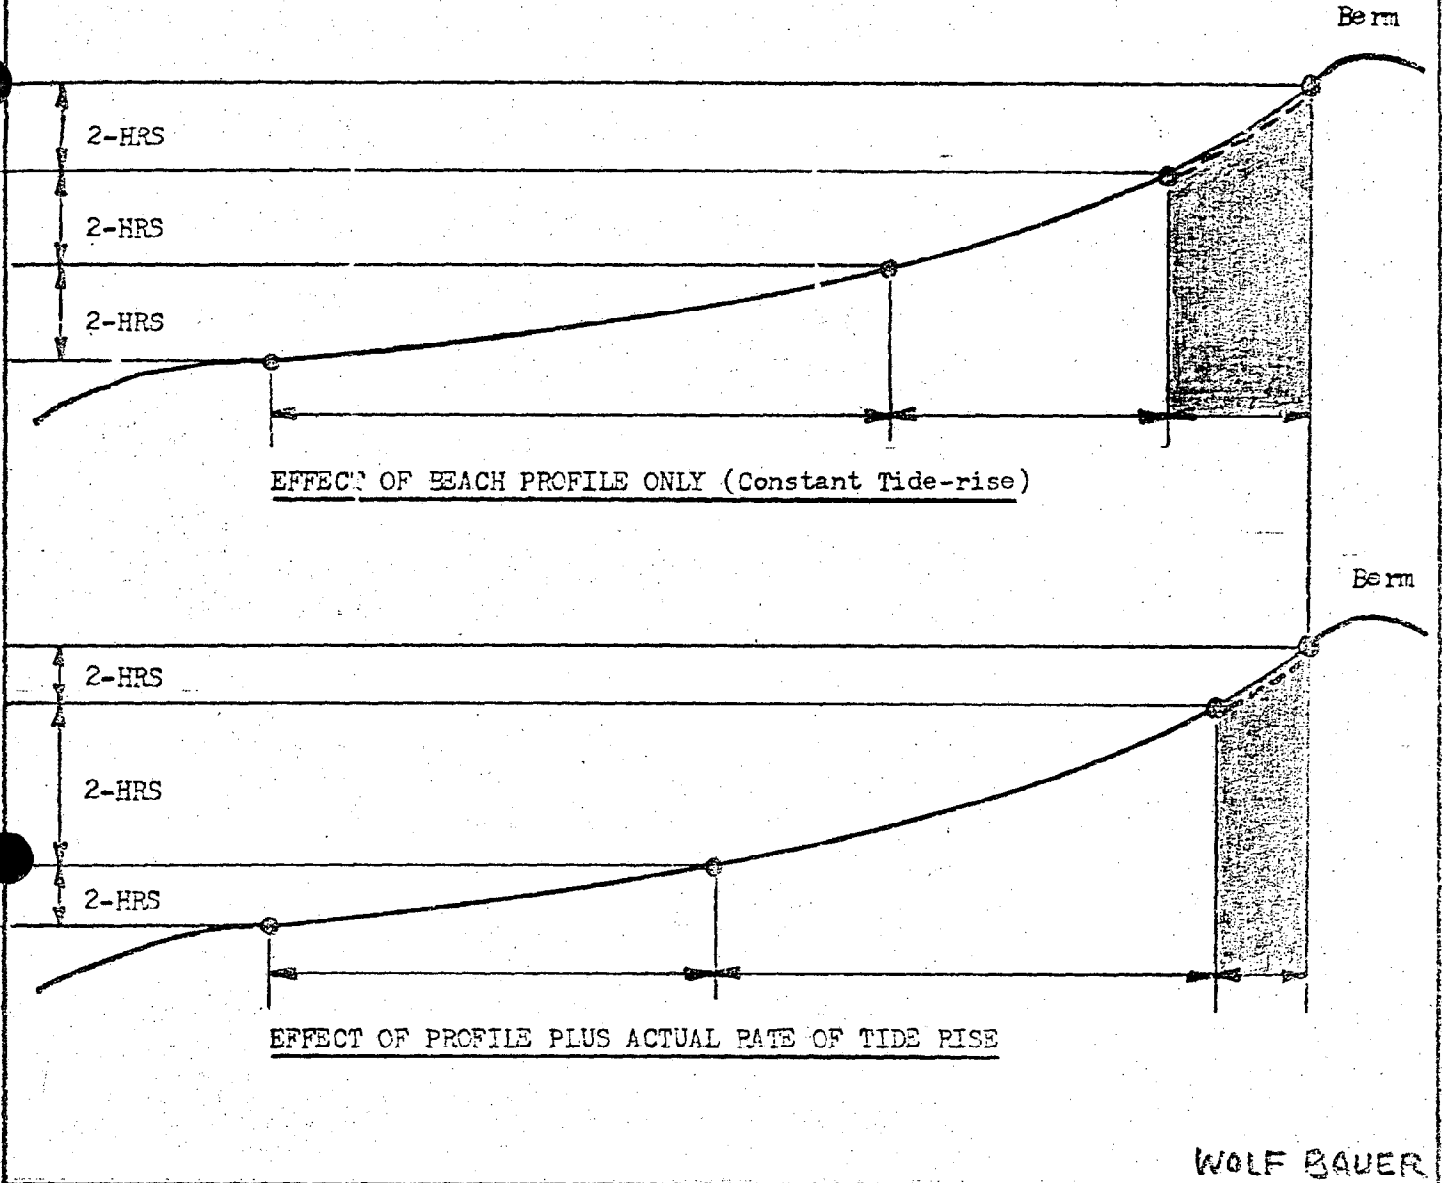 Berm
2-HRS
2-HRS
2-HRS
EFFECT OF BEACH PROFILE ONLY (Constant Tide-rise)
Berm
2-HRS
2-HRS
2-HRS
EFFECT OF PROFILE PLUS ACTUAL RATE OF TIDE RISE
WOLF BAUER